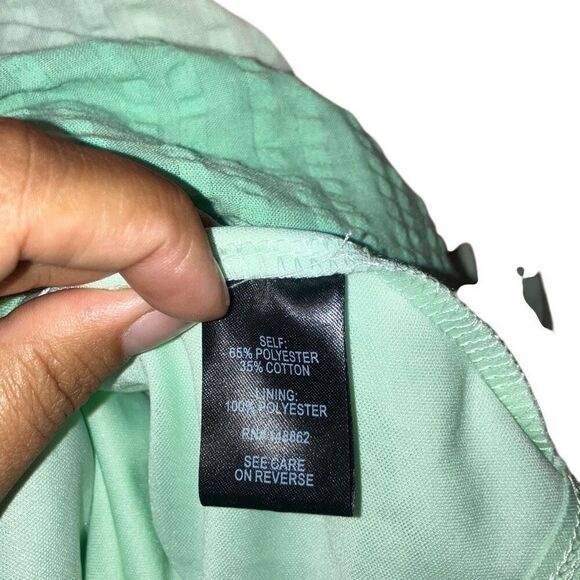 SELF:
65% POLYESTER
35% COTTON
LINING:
100% POLYESTER
SEE CARE
ON REVERSE